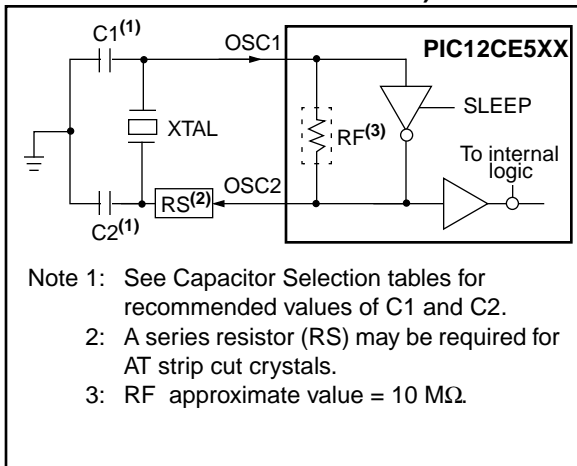 C1(1)
OSC1
PIC12CE5XX
SLEEP
XTAL
RF(3)
To internal
logic
OSC2
RS(2)
C2(1)
Note 1: See Capacitor Selection tables for
recommended values of C1 and C2.
2: A series resistor (RS) may be required for
AT strip cut crystals.
3: RF approximate value = 10 MΩ.